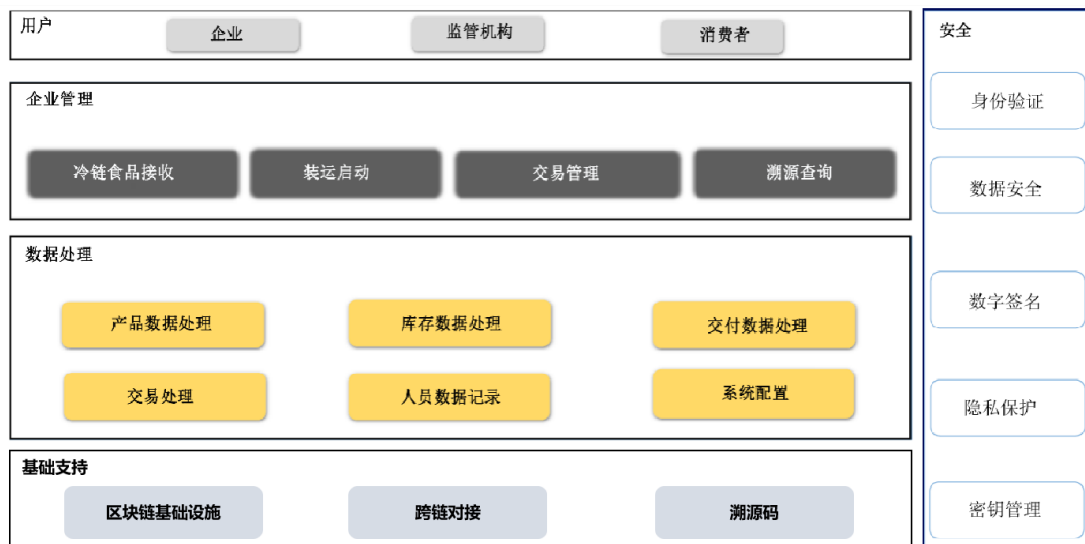 用户
企业
监管机构
消费者
企业管理
冷链食品接收
装运启动
交易管理
溯源查询
数据处理
产品数据处理
库存数据处理
交付数据处理
交易处理
人员数据记录
系统配置
基础支持
区块链基础设施
跨链对接
溯源码
安全
身份验证
数据安全
数字签名
隐私保护
密钥管理